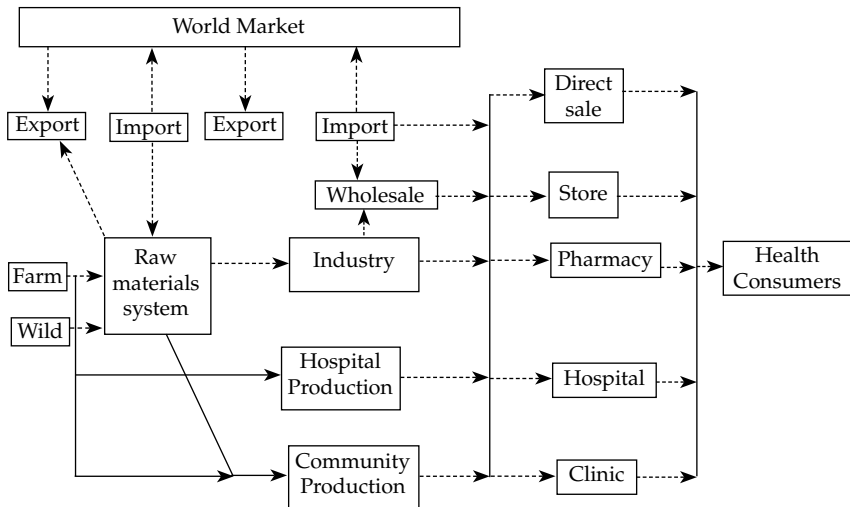 World Market
Export
Import
Export
Import
Direct
sale
Wholesale
Store
Farm
Wild
Raw
materials
system
Industry
Pharmacy
Health
Consumers
Hospital
Production
Hospital
Community
Production
Clinic